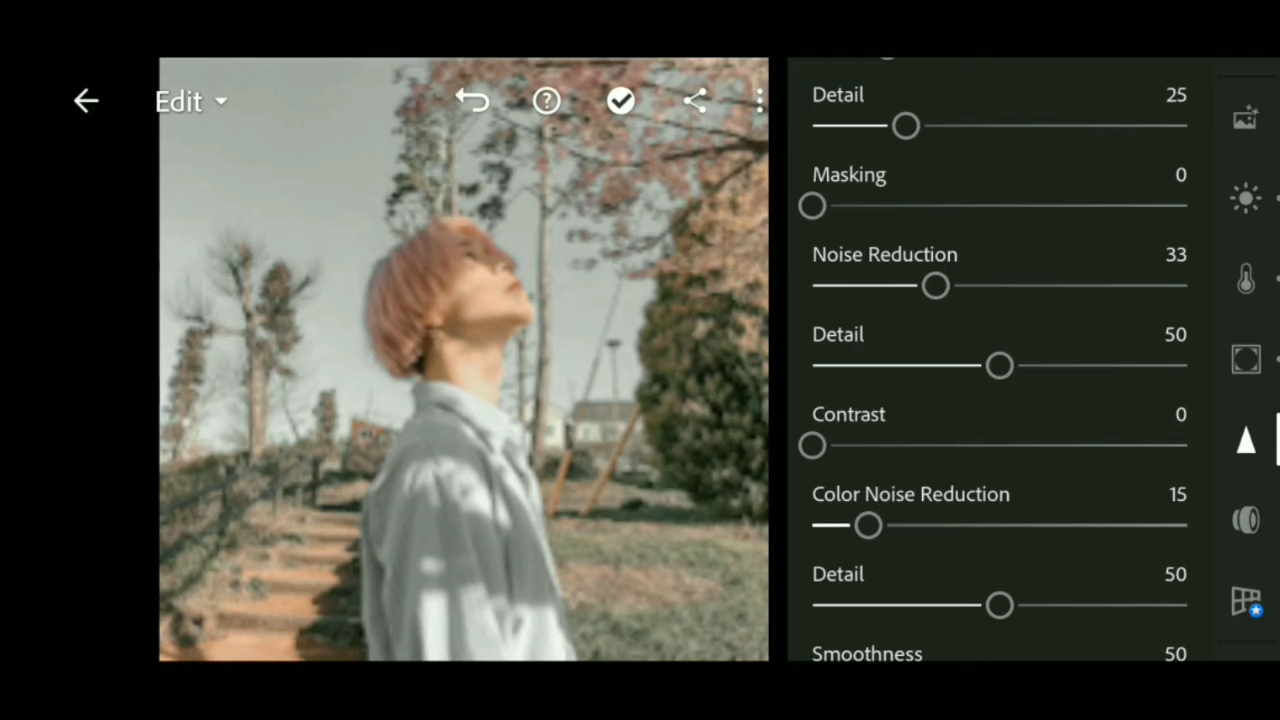 Edit
Detail 25
Masking 0
Noise Reduction 33
Detail 50
Contrast 0
Color Noise Reduction 15
Detail 50
Smoothness 50